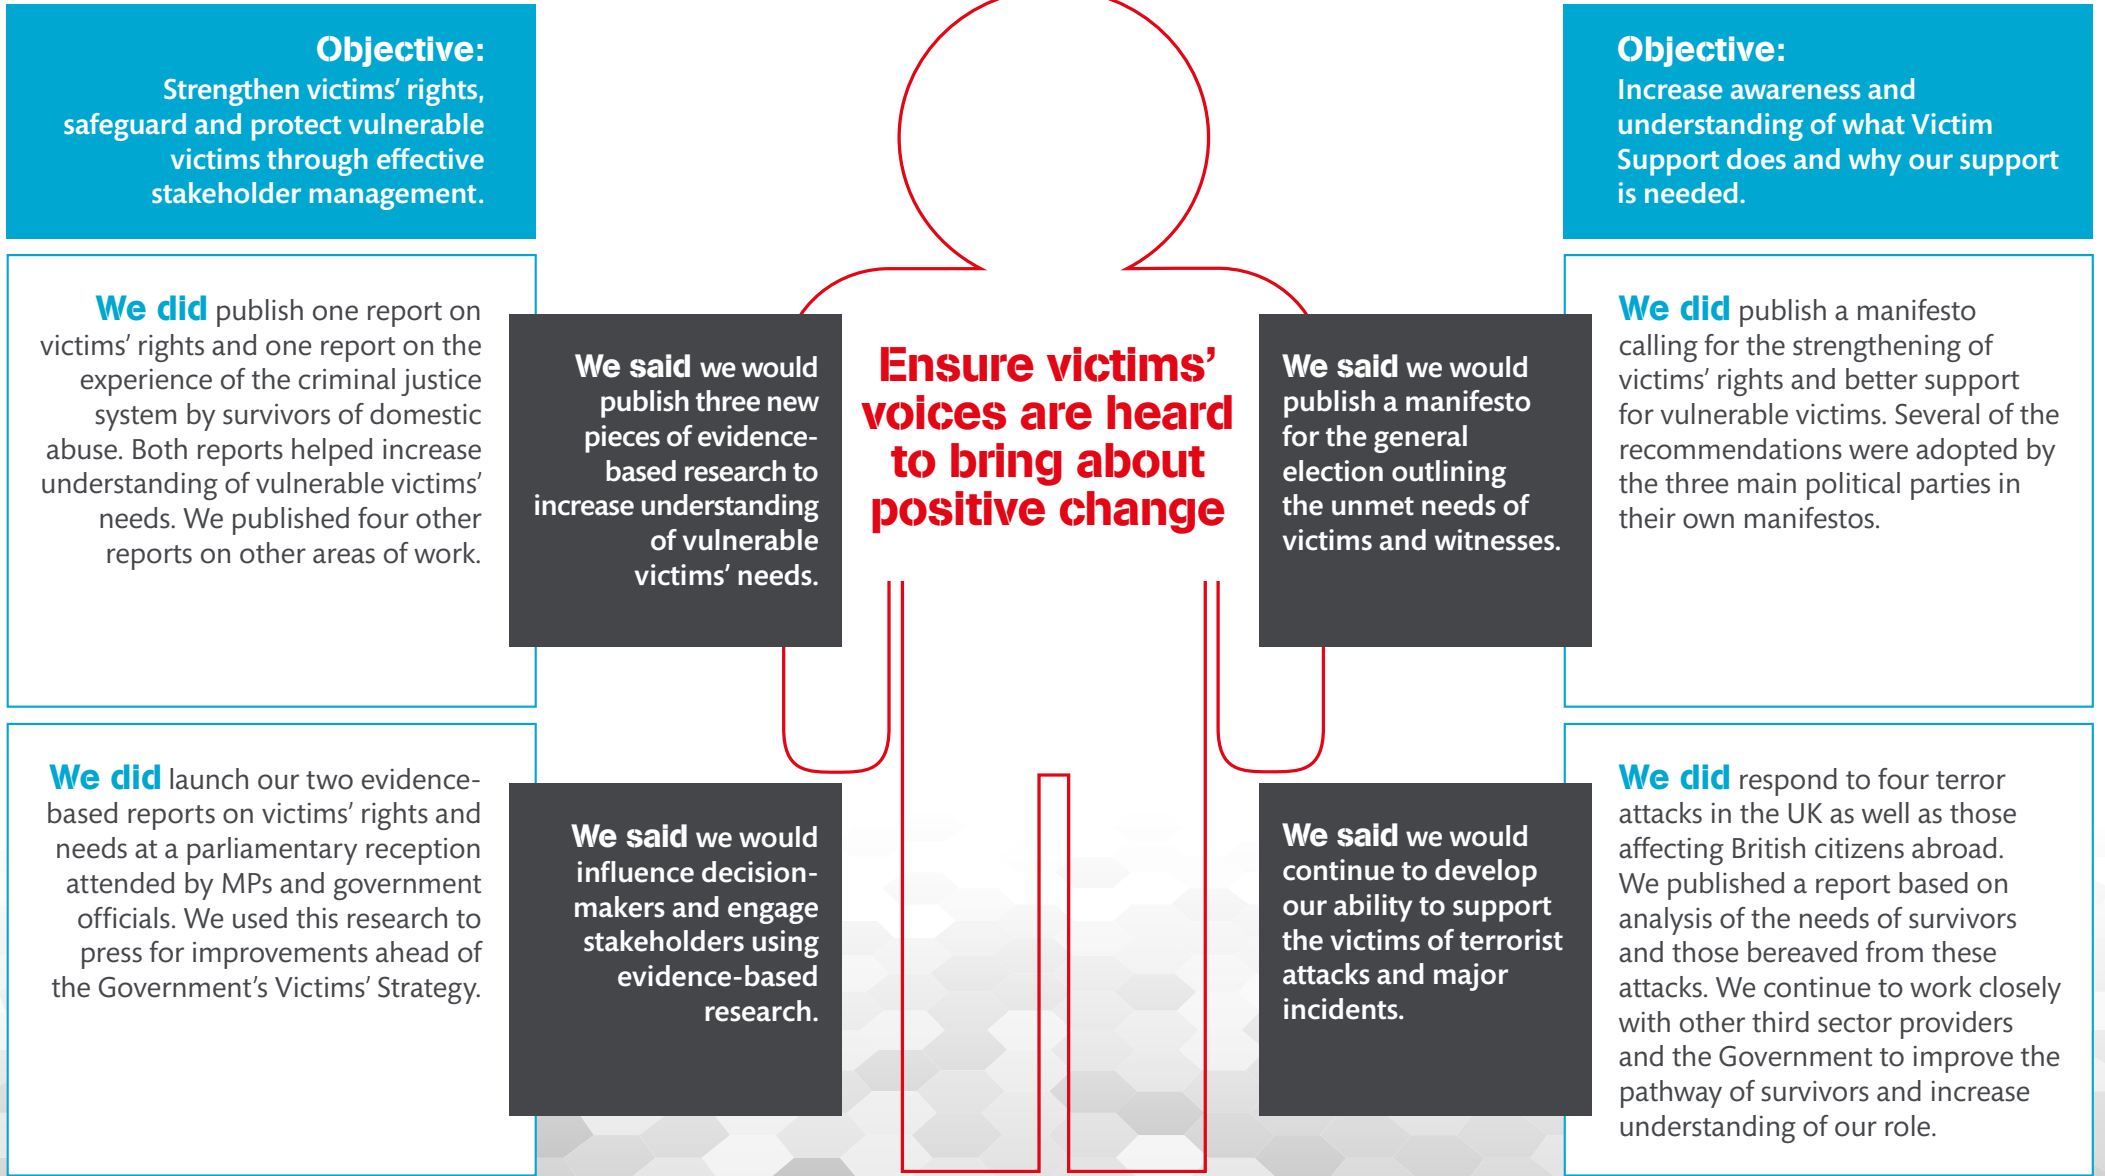 Objective:
Strengthen victims’ rights,
safeguard and protect vulnerable
victims through effective
stakeholder management.
We did publish one report on
victims’ rights and one report on the
experience of the criminal justice
system by survivors of domestic
abuse. Both reports helped increase
understanding of vulnerable victims’
needs. We published four other
reports on other areas of work.
We said we would
publish three new
pieces of evidence-
based research to
increase understanding
of vulnerable
victims’ needs.
We did launch our two evidence-
based reports on victims’ rights and
needs at a parliamentary reception
attended by MPs and government
officials. We used this research to
press for improvements ahead of
the Government’s Victims’ Strategy.
We said we would
influence decision-
makers and engage
stakeholders using
evidence-based
research.
Ensure victims’
voices are heard
to bring about
positive change
Objective:
Increase awareness and
understanding of what Victim
Support does and why our support
is needed.
We said we would
publish a manifesto
for the general
election outlining
the unmet needs of
victims and witnesses.
We did publish a manifesto
calling for the strengthening of
victims’ rights and better support
for vulnerable victims. Several of the
recommendations were adopted by
the three main political parties in
their own manifestos.
We said we would
continue to develop
our ability to support
the victims of terrorist
attacks and major
incidents.
We did respond to four terror
attacks in the UK as well as those
affecting British citizens abroad.
We published a report based on
analysis of the needs of survivors
and those bereaved from these
attacks. We continue to work closely
with other third sector providers
and the Government to improve the
pathway of survivors and increase
understanding of our role.